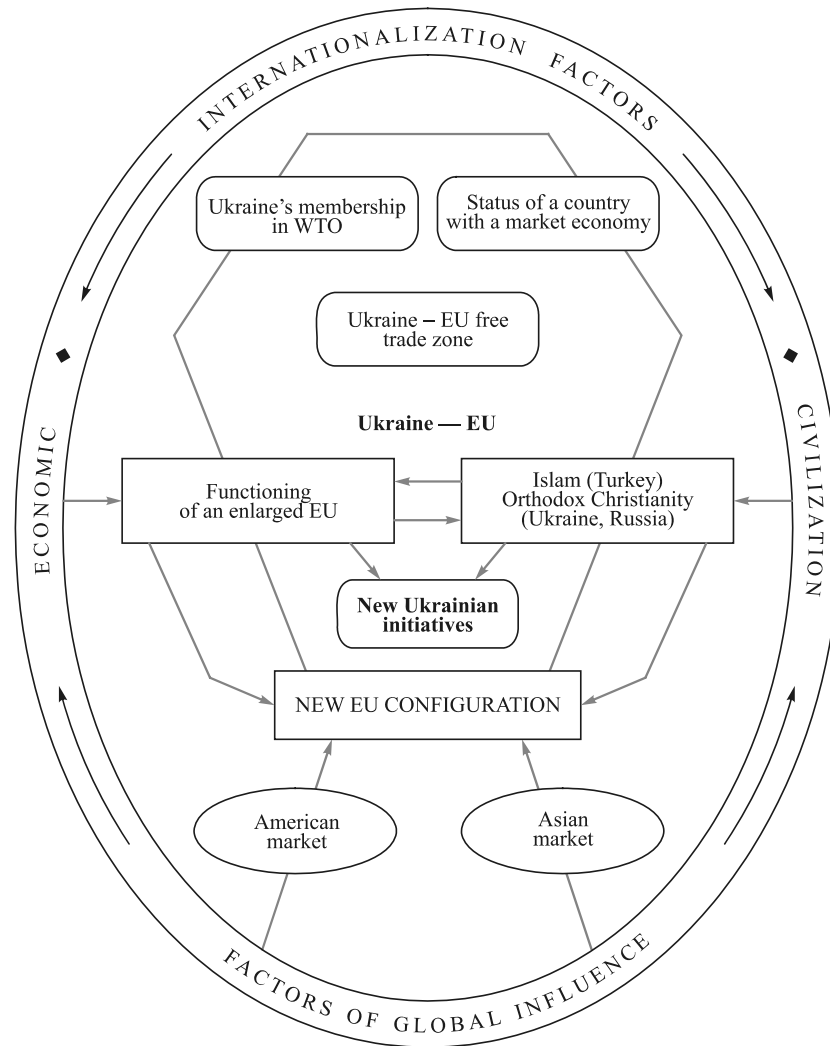 INTERNATIONALIZATION FACTORS
Ukraine’s membership
in WTO
Status of a country
with a market economy
Ukraine – EU free
trade zone
Ukraine — EU
ECONOMIC
CIVILIZATION
Functioning
of an enlarged EU
Islam (Turkey)
Orthodox Christianity
(Ukraine, Russia)
New Ukrainian
initiatives
NEW EU CONFIGURATION
American
market
Asian
market
FACTORS OF GLOBAL INFLUENCE